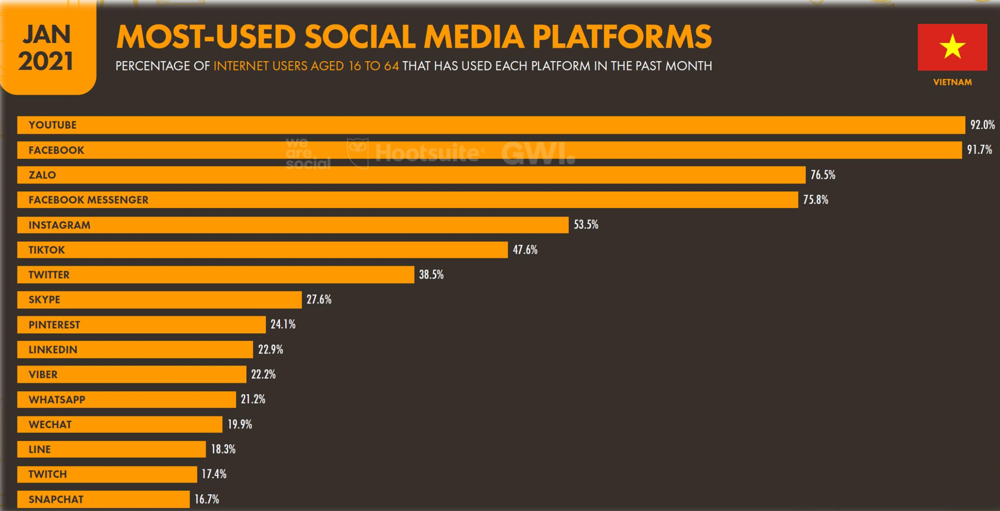 JAN
2021
MOST-USED SOCIAL MEDIA PLATFORMS
PERCENTAGE OF INTERNET USERS AGED 16 TO 64 THAT HAS USED EACH PLATFORM IN THE PAST MONTH
VIETNAM
YOUTUBE 92.0%
FACEBOOK 91.7%
we
are
social
Hootsuite®
GWI.
ZALO 76.5%
FACEBOOK MESSENGER 75.8%
INSTAGRAM 53.5%
TIKTOK 47.6%
TWITTER 38.5%
SKYPE 27.6%
PINTEREST 24.1%
LINKEDIN 22.9%
VIBER 22.2%
WHATSAPP 21.2%
WECHAT 19.9%
LINE 18.3%
TWITCH 17.4%
SNAPCHAT 16.7%